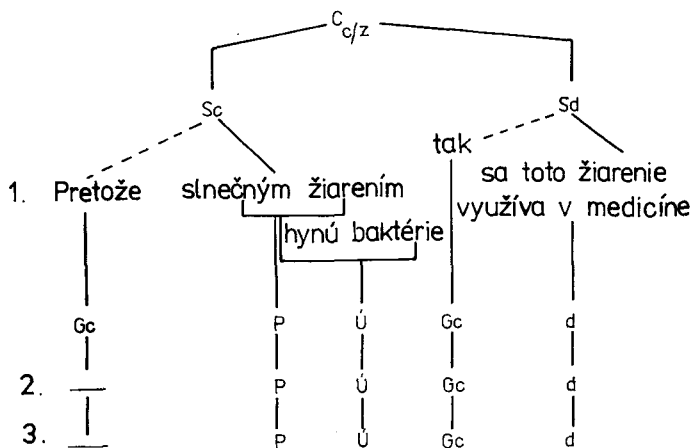 C c/z
Sc Sd
tak
1. Pretože slnečným žiarením sa toto žiarenie
hynú baktérie využíva v medicíne
Gc P Ú Gc d
2. P Ú Gc d
3. P Ú Gc d